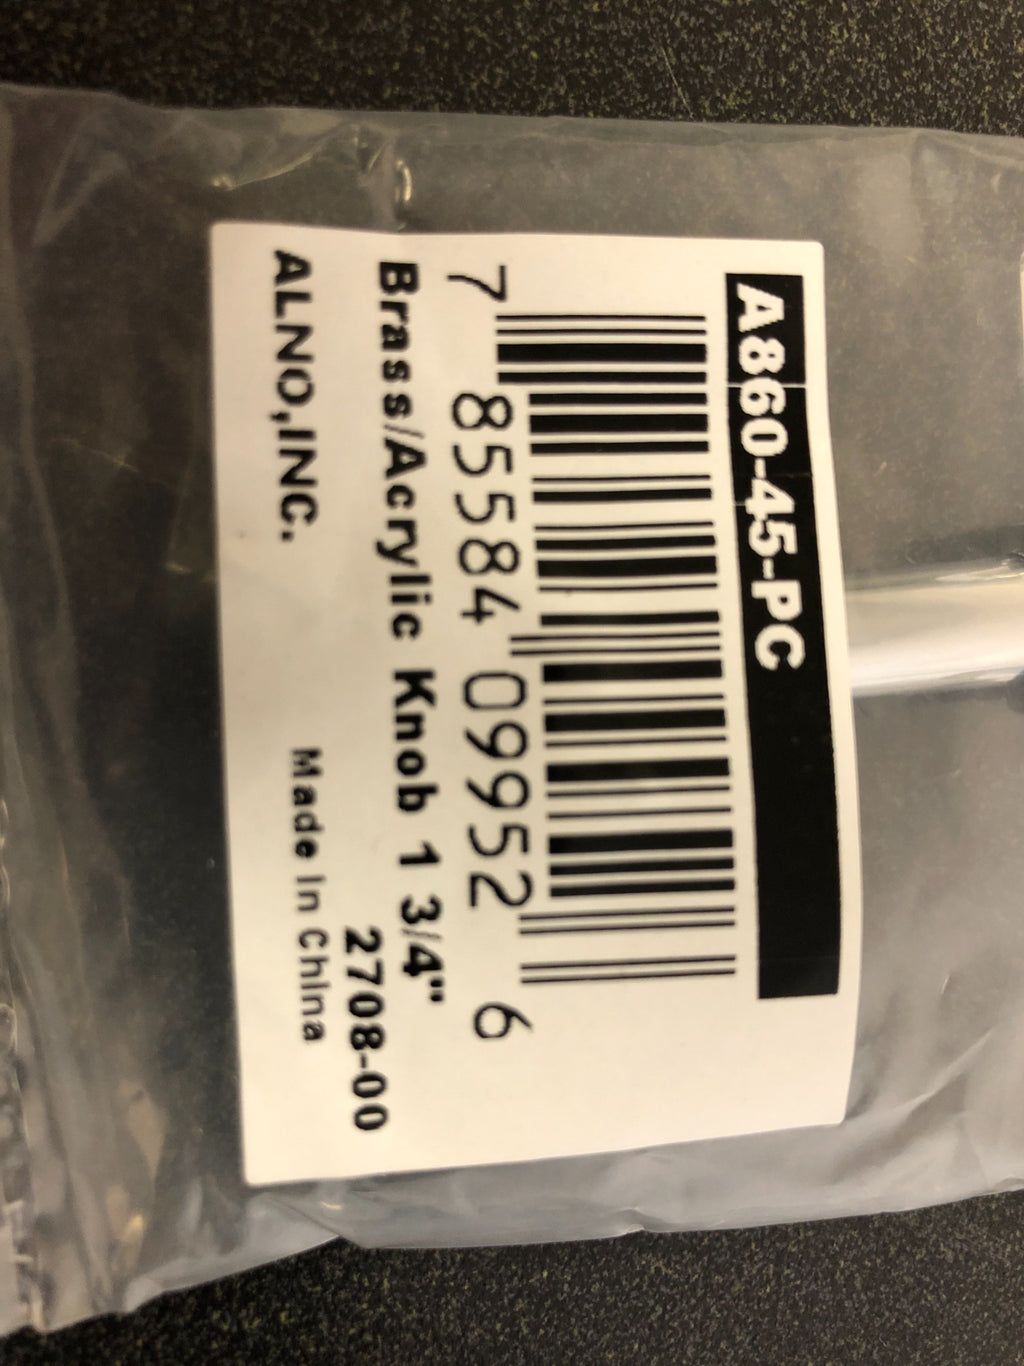 A860-45-PC
7 85584 09952 6
Brass/Acrylic Knob 1 3/4"
2708-00
ALNO,INC.
Made In China